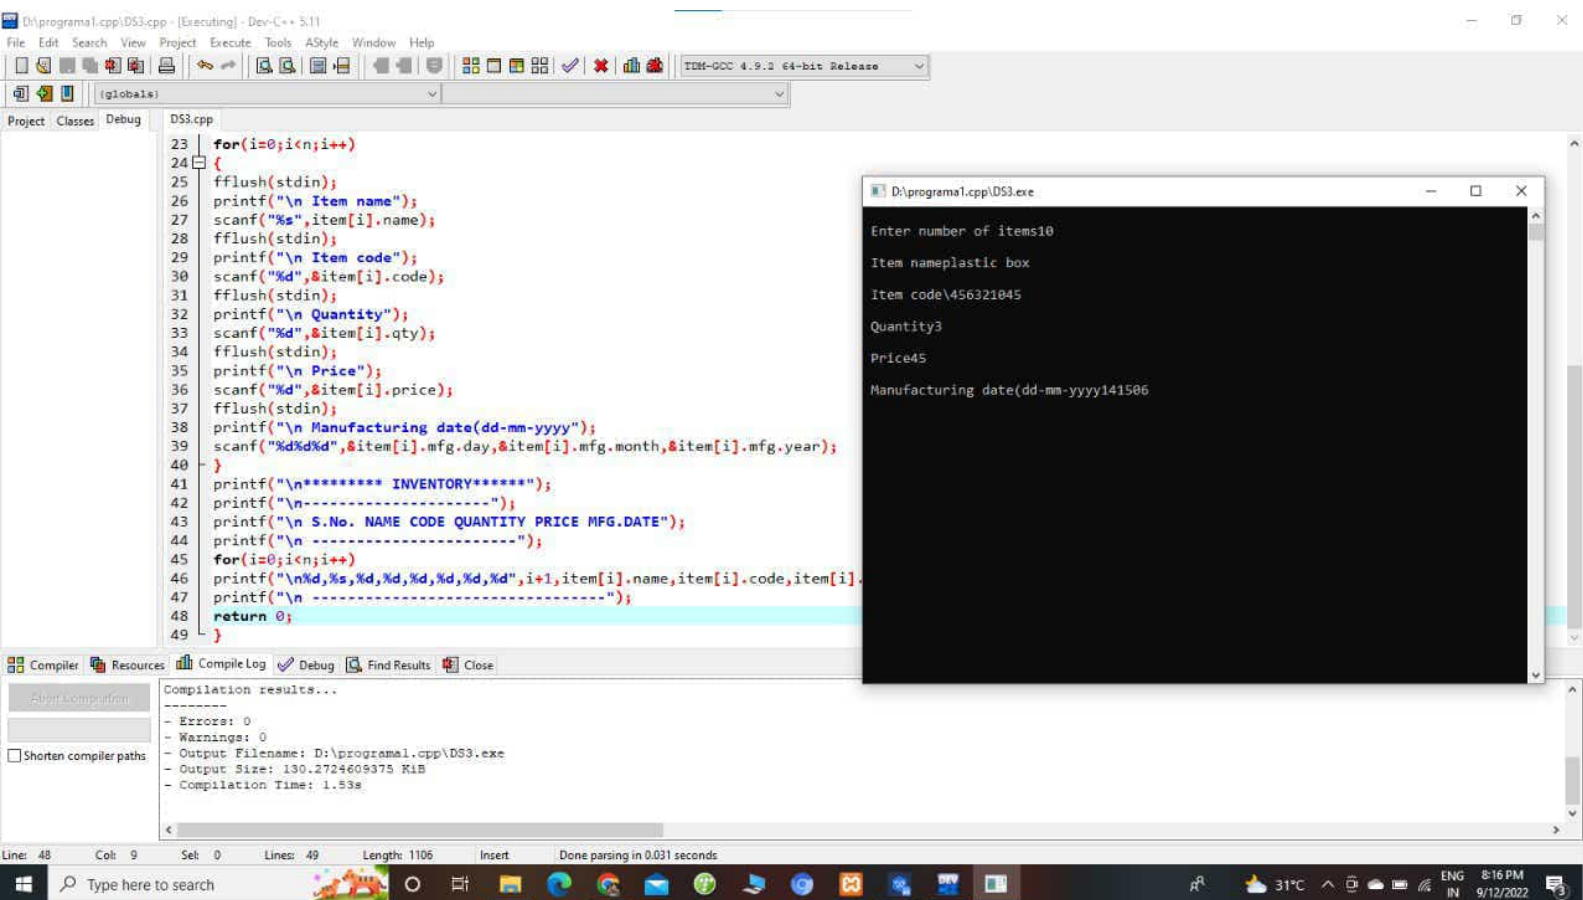 D:\programa1.cpp\DS3.cpp - [Executing] - Dev-C++ 5.11
File Edit Search View Project Execute Tools AStyle Window Help
TDM-GCC 4.9.2 64-bit Release
(globals)
Project Classes Debug DS3.cpp
23 for(i=0;i<n;i++)
24 {
25 fflush(stdin);
26 printf("\n Item name");
27 scanf("%s",item[i].name);
28 fflush(stdin);
29 printf("\n Item code");
30 scanf("%d",&item[i].code);
31 fflush(stdin);
32 printf("\n Quantity");
33 scanf("%d",&item[i].qty);
34 fflush(stdin);
35 printf("\n Price");
36 scanf("%d",&item[i].price);
37 fflush(stdin);
38 printf("\n Manufacturing date(dd-mm-yyyy");
39 scanf("%d%d%d",&item[i].mfg.day,&item[i].mfg.month,&item[i].mfg.year);
40 }
41 printf("\n********* INVENTORY******");
42 printf("\n---------------------");
43 printf("\n S.No. NAME CODE QUANTITY PRICE MFG.DATE");
44 printf("\n -----------------------");
45 for(i=0;i<n;i++)
46 printf("\n%d,%s,%d,%d,%d,%d,%d,%d",i+1,item[i].name,item[i].code,item[i].
47 printf("\n ---------------------------------");
48 return 0;
49 }
D:\programa1.cpp\DS3.exe
Enter number of items10
Item nameplastic box
Item code\456321045
Quantity3
Price45
Manufacturing date(dd-mm-yyyy141506
Compiler Resources Compile Log Debug Find Results Close
Abort Compilation
Shorten compiler paths
Compilation results...
--------
- Errors: 0
- Warnings: 0
- Output Filename: D:\programa1.cpp\DS3.exe
- Output Size: 130.2724609375 KiB
- Compilation Time: 1.53s
Line: 48 Col: 9 Sel: 0 Lines: 49 Length: 1106 Insert Done parsing in 0.031 seconds
Type here to search
DEV
31°C
ENG
IN
8:16 PM
9/12/2022
3